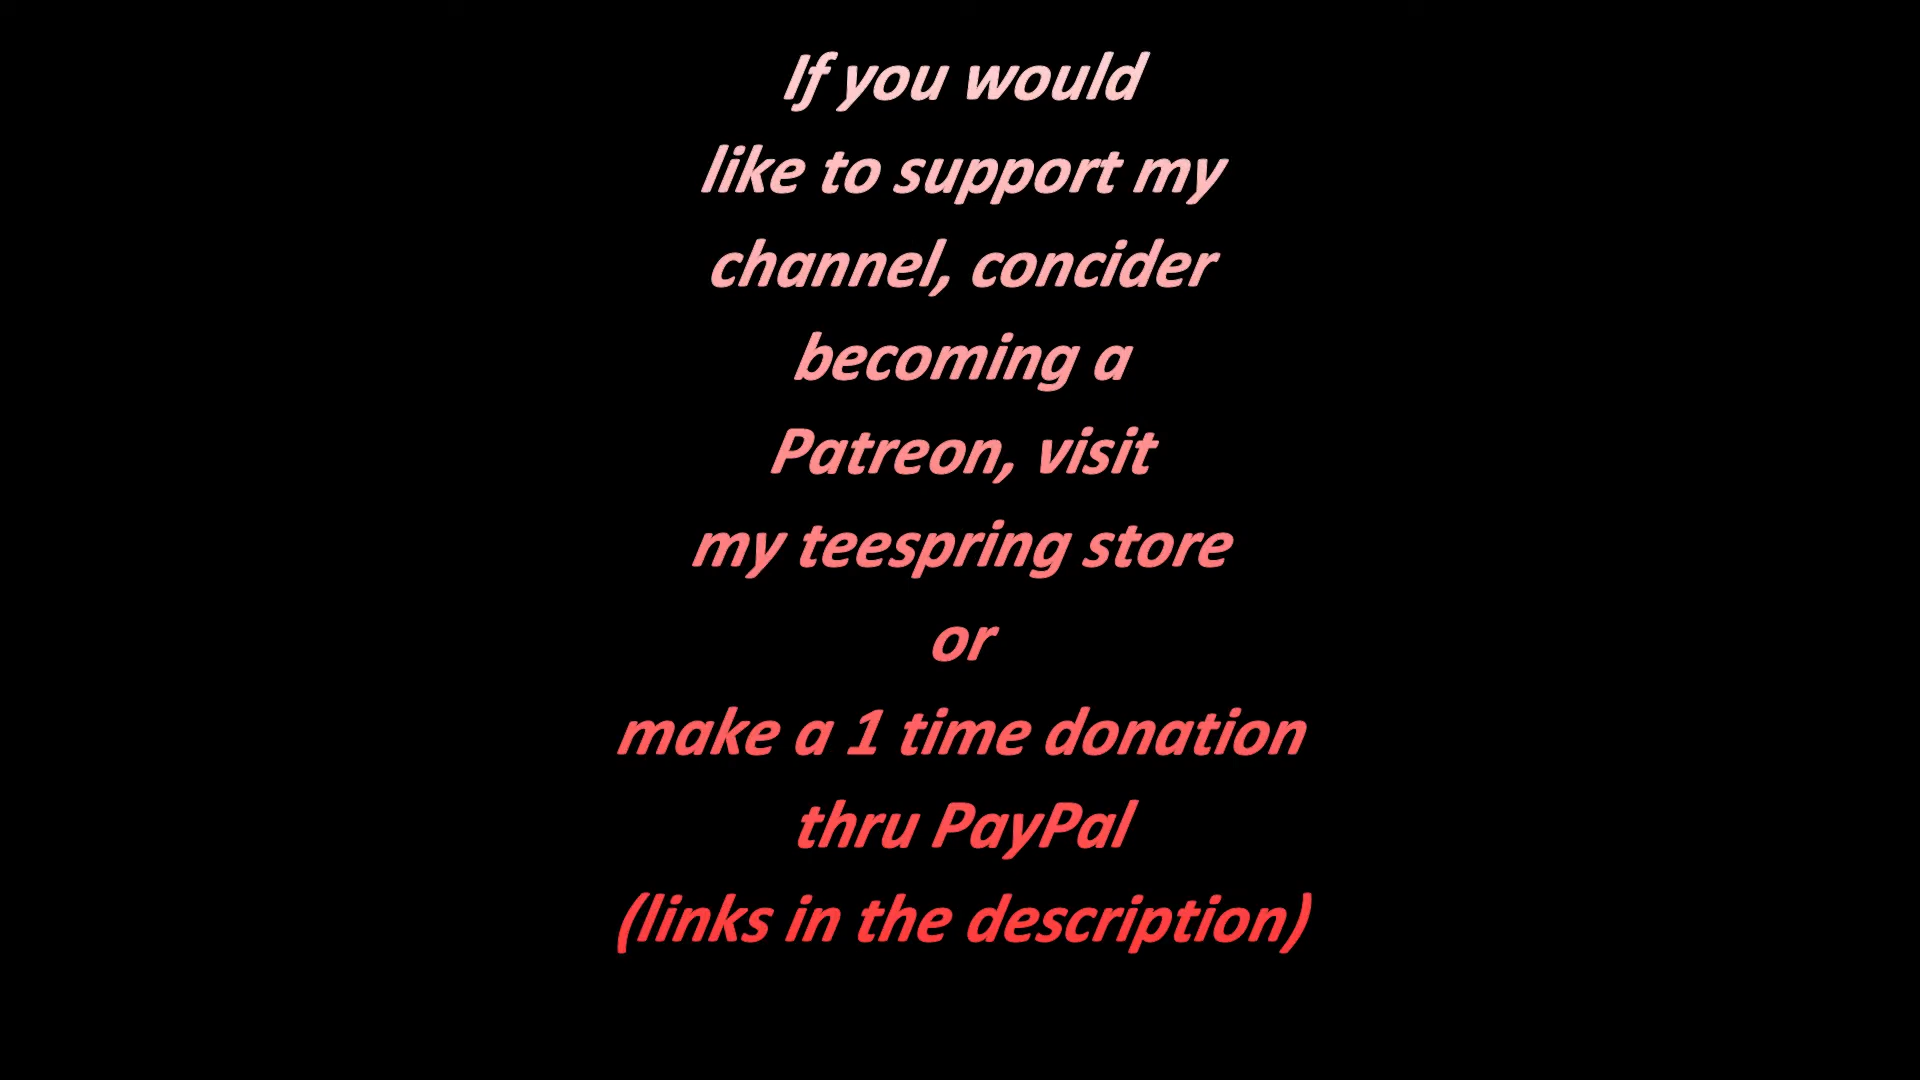 If you would
like to support my
channel, concider
becoming a
Patreon, visit
my teespring store
or
make a 1 time donation
thru PayPal
(links in the description)